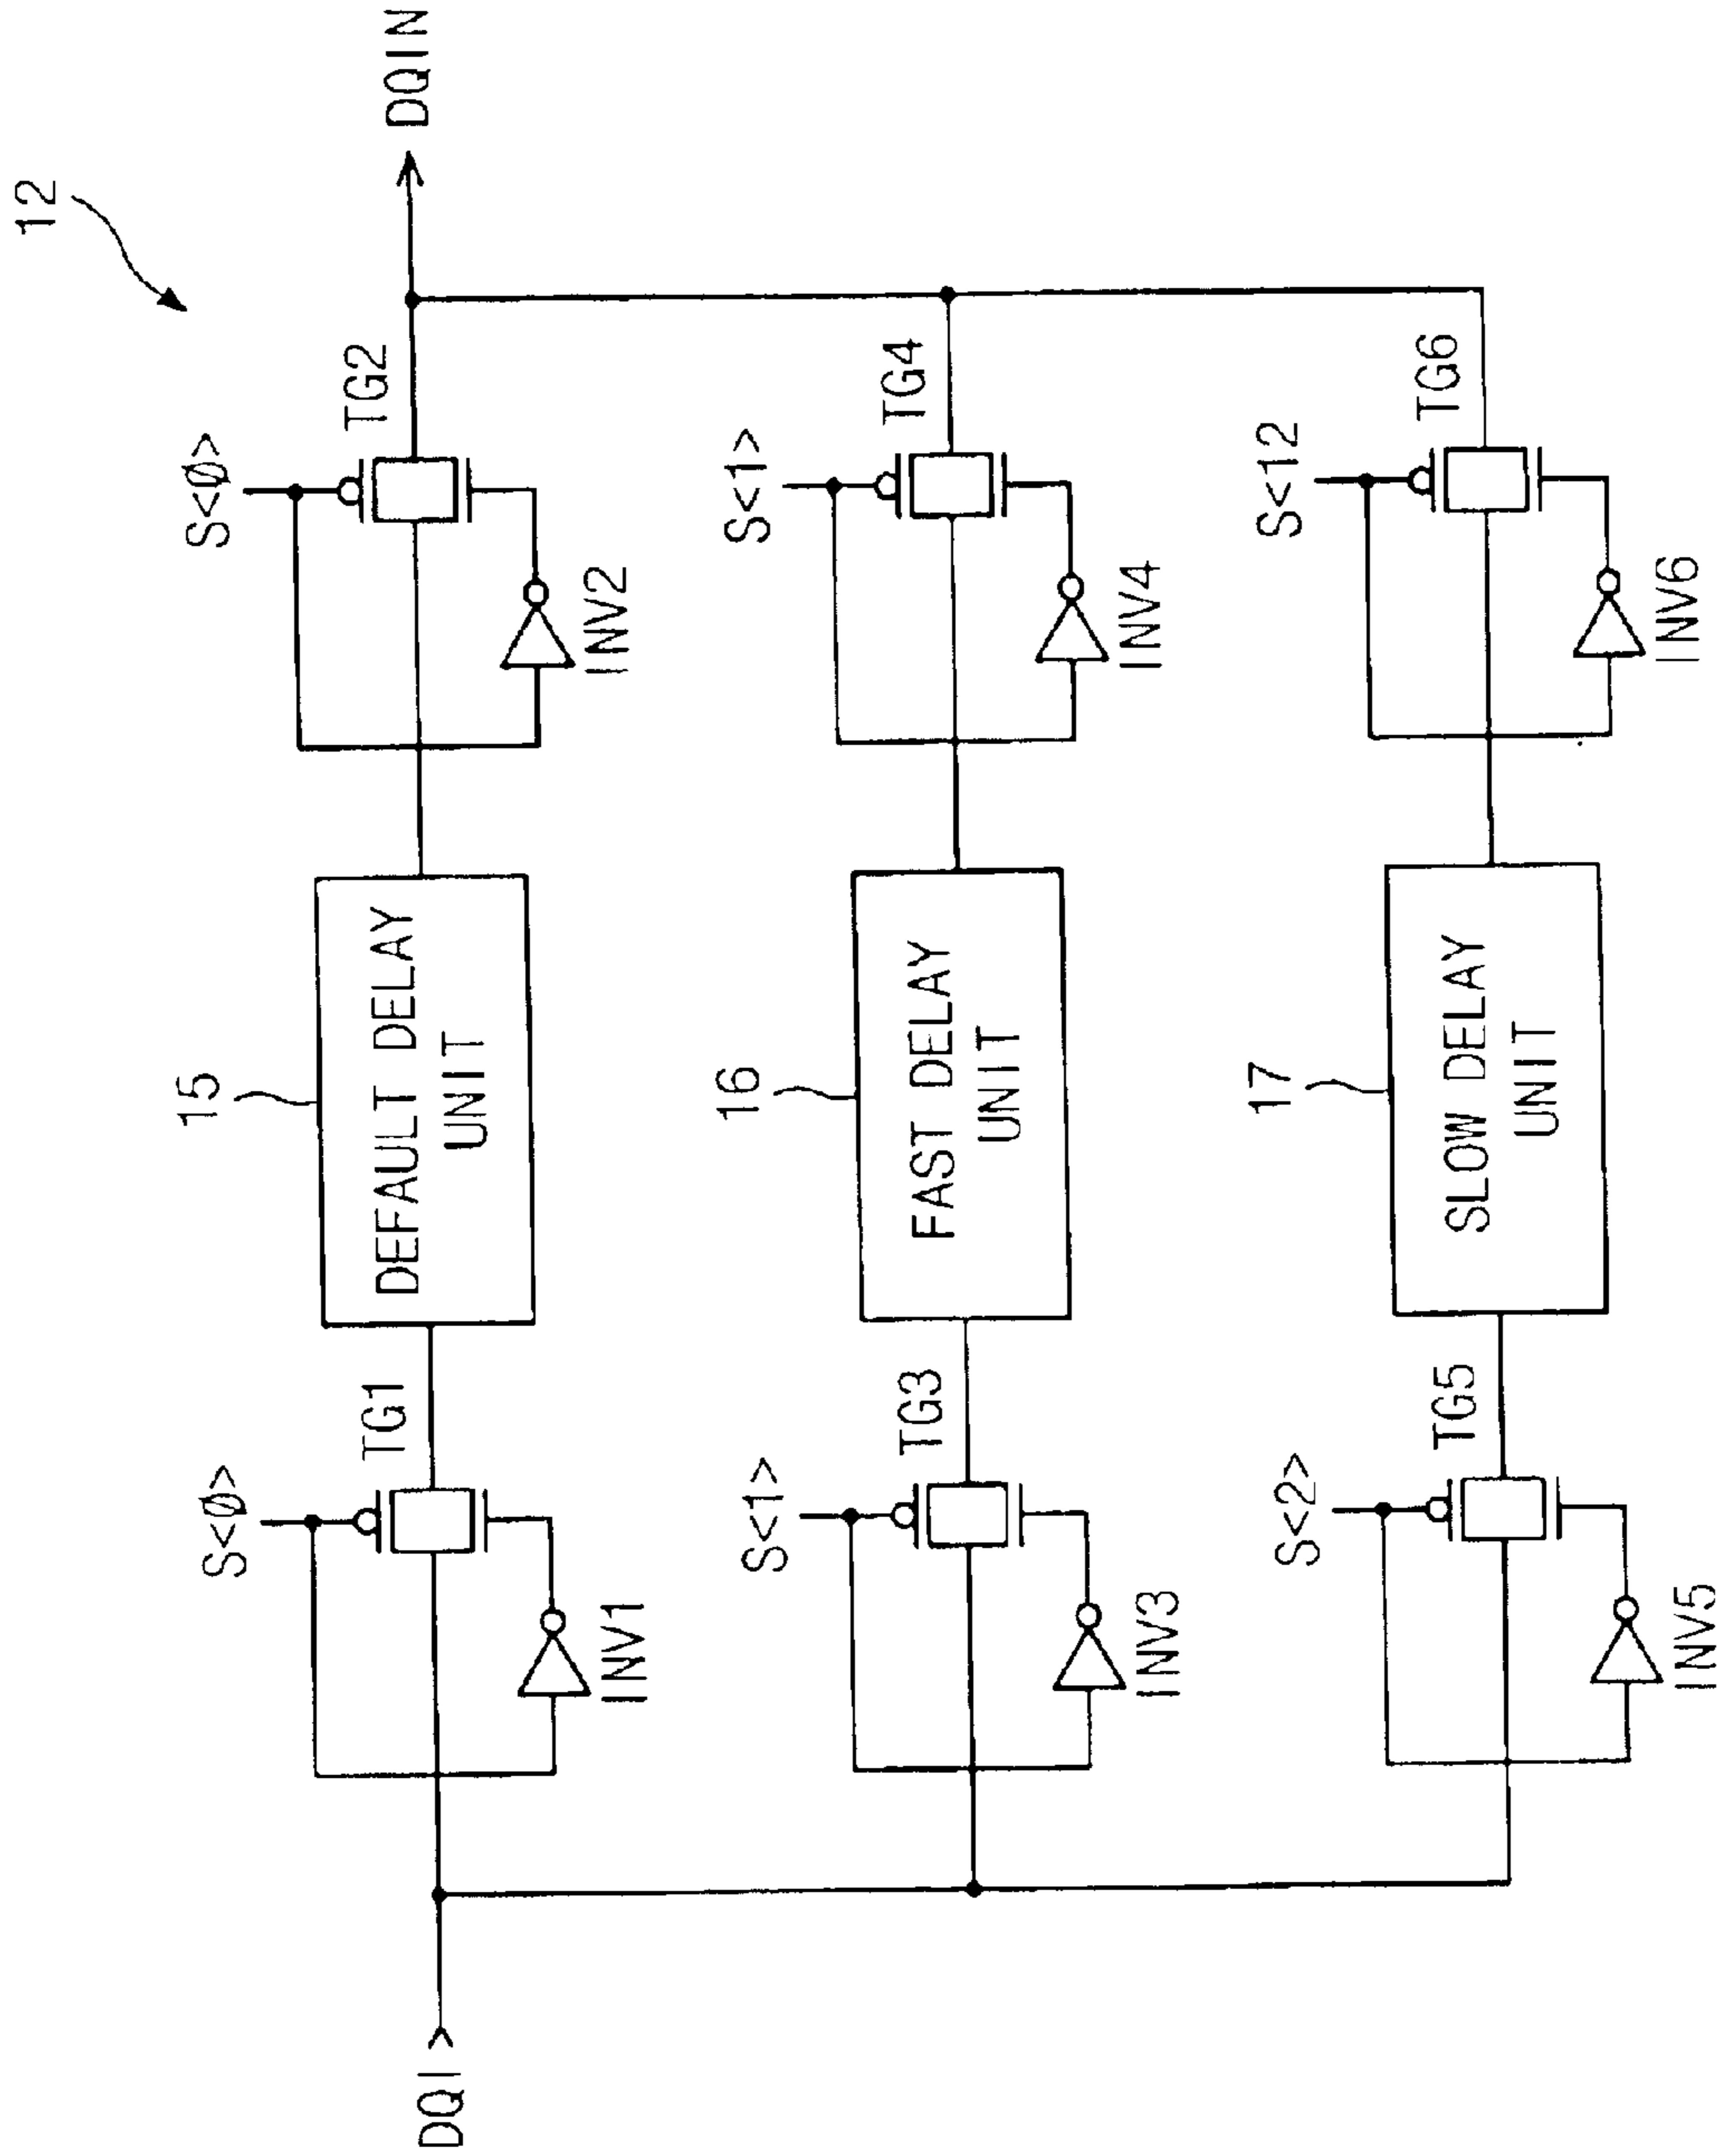 12
S<0>
15
S<0>
TG1
TG2
DQI
DEFAULT DELAY
UNIT
DQIN
INV1
INV2
S<1>
16
S<1>
TG3
TG4
FAST DELAY
UNIT
INV3
INV4
S<2>
17
S<12
TG5
TG6
SLOW DELAY
UNIT
INV5
INV6